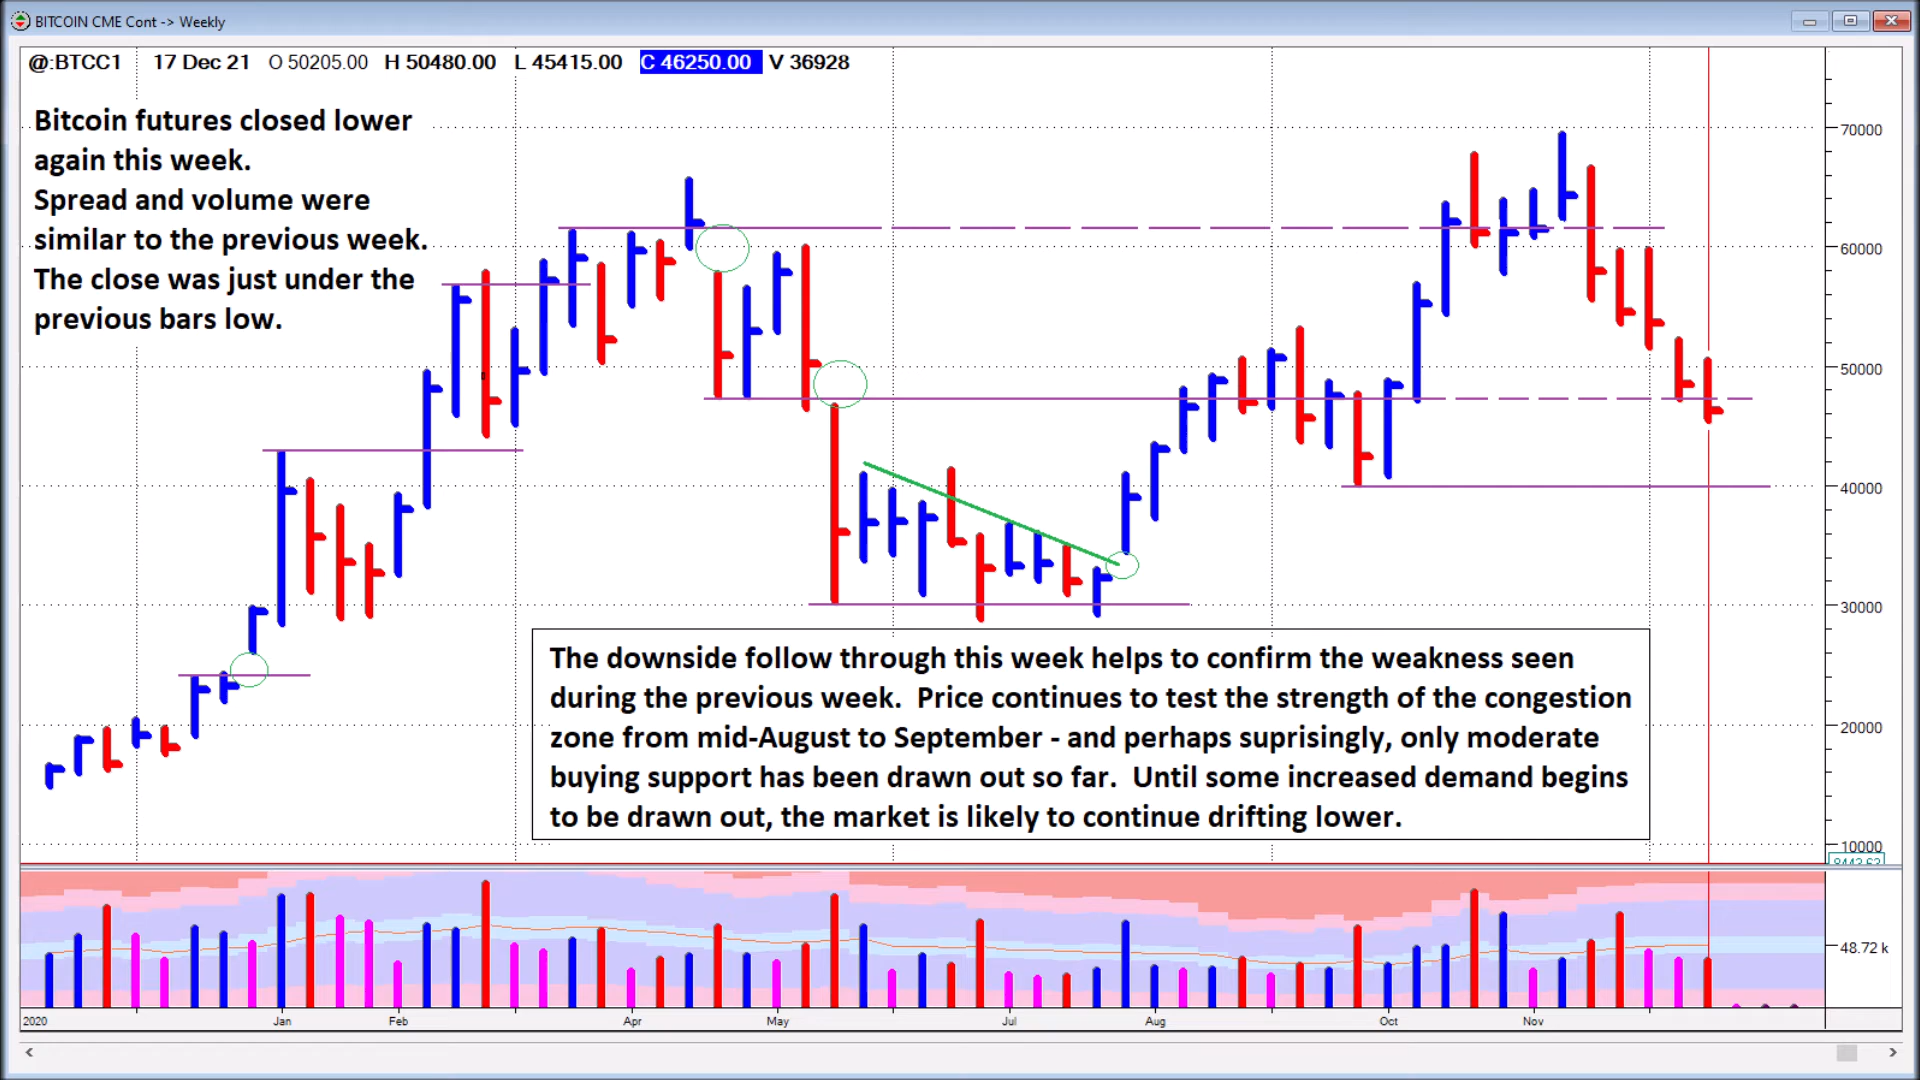 BITCOIN CME Cont -> Weekly
@:BTCC1 17 Dec 21 O 50205.00 H 50480.00 L 45415.00 C 46250.00 V 36928
Bitcoin futures closed lower
again this week.
Spread and volume were
similar to the previous week.
The close was just under the
previous bars low.
70000
60000
50000
40000
30000
20000
10000
The downside follow through this week helps to confirm the weakness seen
during the previous week. Price continues to test the strength of the congestion
zone from mid-August to September - and perhaps suprisingly, only moderate
buying support has been drawn out so far. Until some increased demand begins
to be drawn out, the market is likely to continue drifting lower.
48.72 k
2020 Jan Feb Apr May Jul Aug Oct Nov